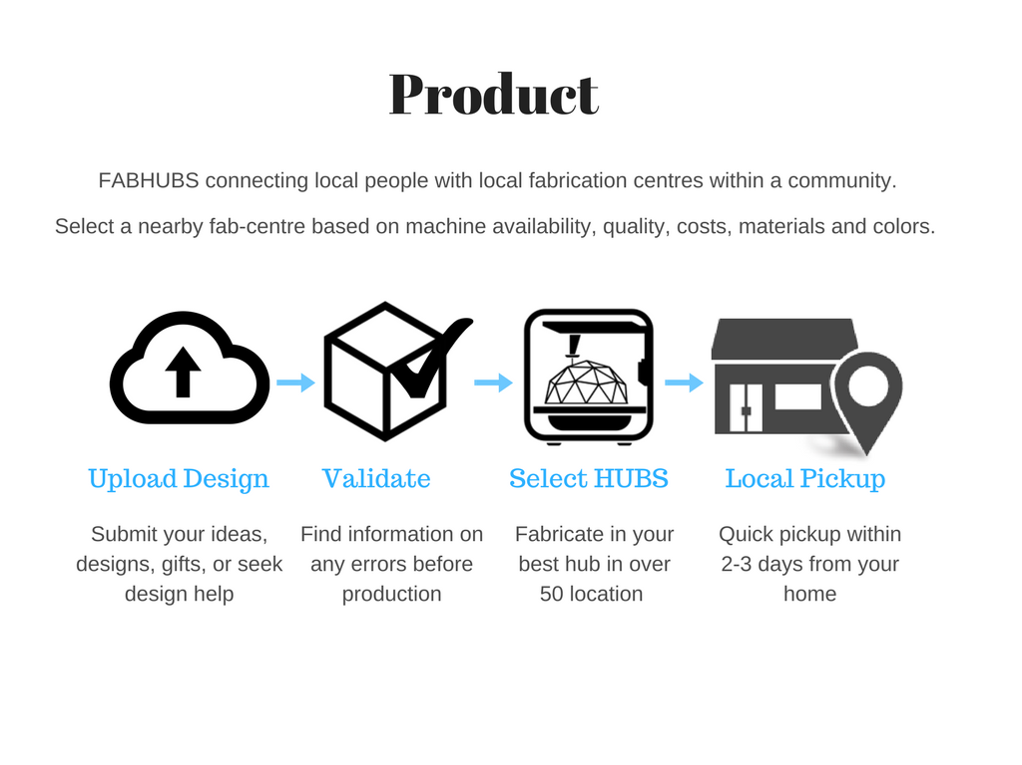 Product
FABHUBS connecting local people with local fabrication centres within a community.
Select a nearby fab-centre based on machine availability, quality, costs, materials and colors.
Upload Design
Submit your ideas,
designs, gifts, or seek
design help
Validate
Find information on
any errors before
production
Select HUBS
Fabricate in your
best hub in over
50 location
Local Pickup
Quick pickup within
2-3 days from your
home